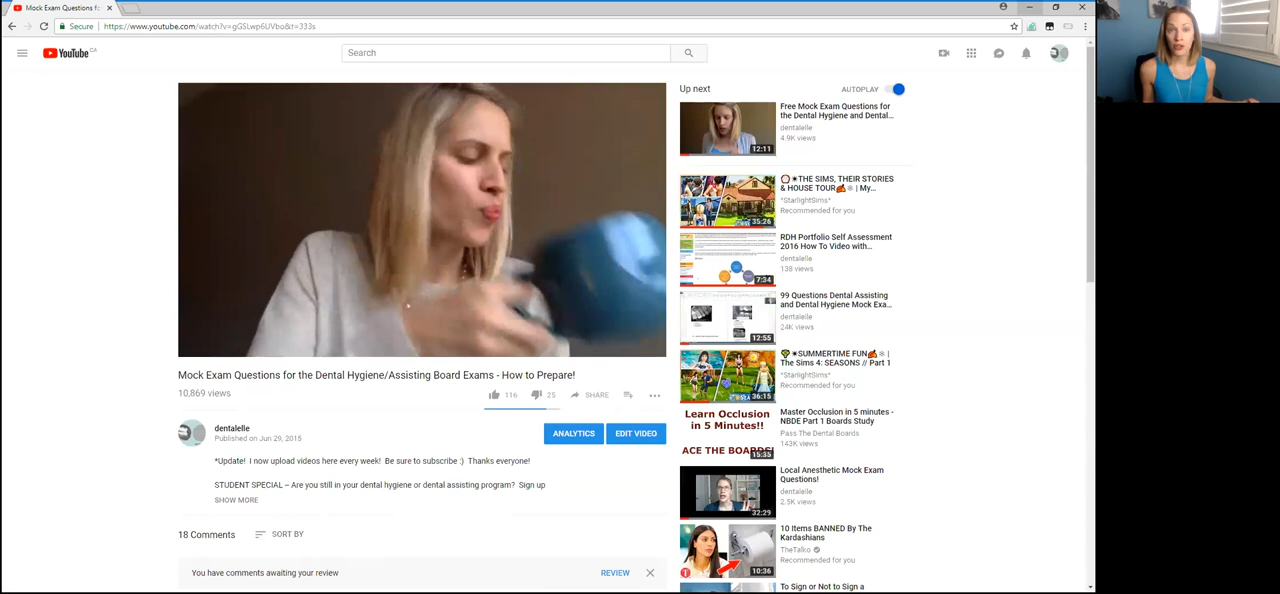 Mock Exam Questions fo
Secure
https://www.youtube.com/watch?v=gGSLwp6UVbo&t=333s
YouTube CA
Search
Up next
AUTOPLAY
Free Mock Exam Questions for
the Dental Hygiene and Dental...
dentalelle
4.9K views
12:11
THE SIMS, THEIR STORIES
& HOUSE TOUR | My...
*StarlightSims*
Recommended for you
35:26
RDH Portfolio Self Assessment
2016 How To Video with...
dentalelle
138 views
7:34
99 Questions Dental Assisting
and Dental Hygiene Mock Exa...
dentalelle
24K views
12:55
SUMMERTIME FUN |
The Sims 4: SEASONS // Part 1
*StarlightSims*
Recommended for you
36:15
Learn Occlusion
in 5 Minutes!!
ACE THE BOARDS!
15:35
Master Occlusion in 5 minutes -
NBDE Part 1 Boards Study
Pass The Dental Boards
143K views
Local Anesthetic Mock Exam
Questions!
dentalelle
2.5K views
32:29
10 Items BANNED By The
Kardashians
TheTalko
Recommended for you
10:36
To Sign or Not to Sign a
Mock Exam Questions for the Dental Hygiene/Assisting Board Exams - How to Prepare!
10,869 views
116
25
SHARE
dentalelle
Published on Jun 29, 2015
ANALYTICS
EDIT VIDEO
*Update! I now upload videos here every week! Be sure to subscribe :) Thanks everyone!
STUDENT SPECIAL – Are you still in your dental hygiene or dental assisting program? Sign up
SHOW MORE
18 Comments
SORT BY
You have comments awaiting your review
REVIEW